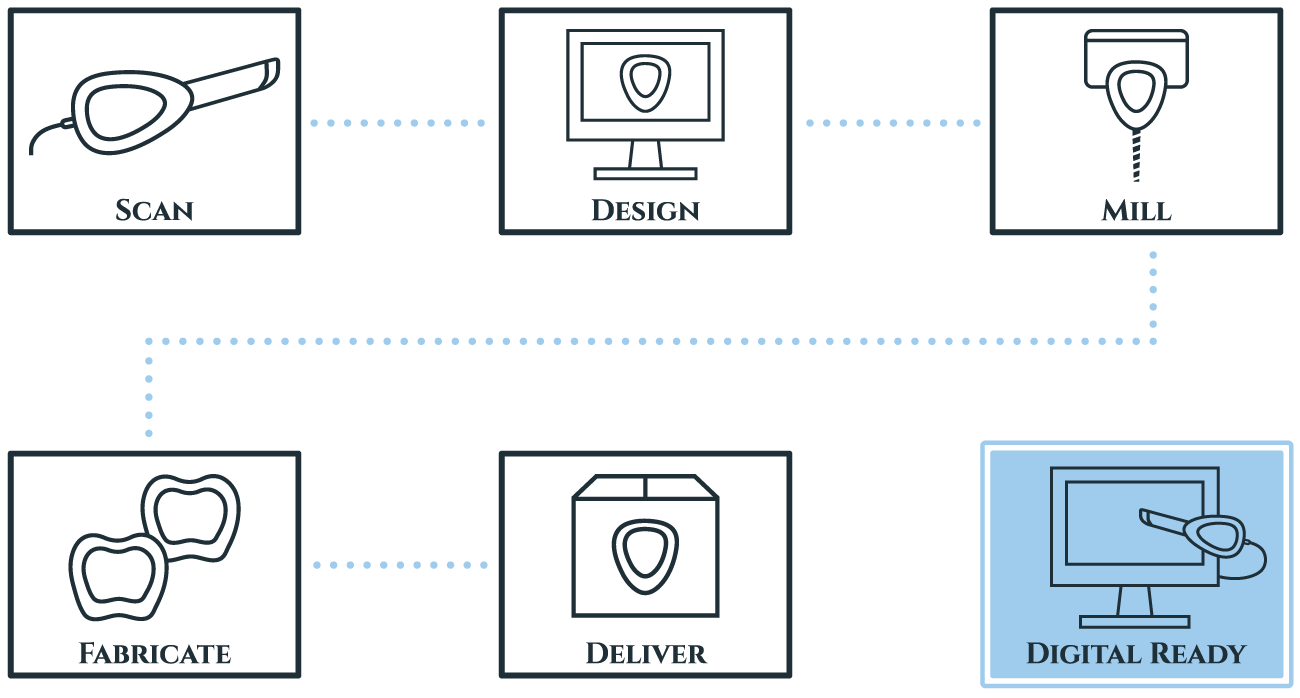 Scan
Design
Mill
Fabricate
Deliver
Digital Ready